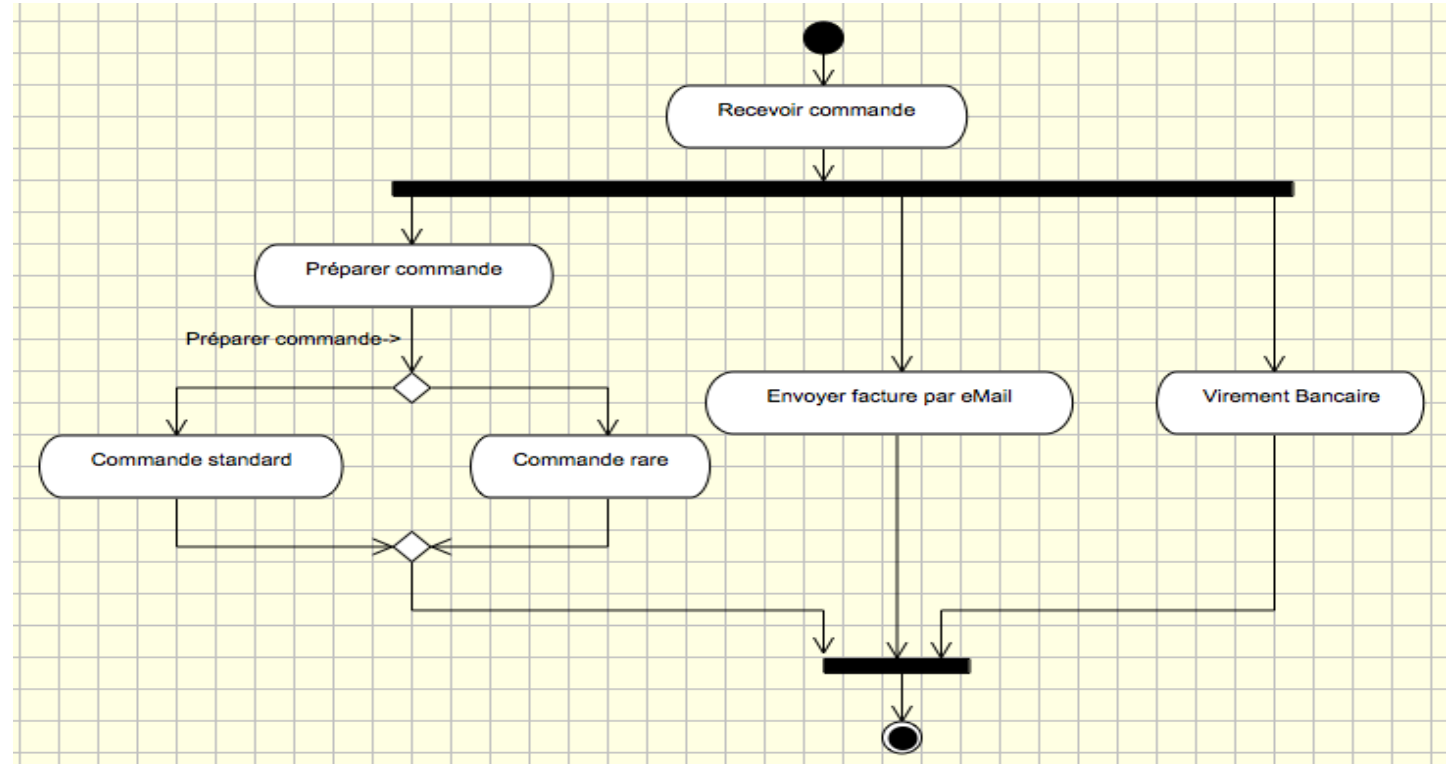 Recevoir commande
Préparer commande
Préparer commande->
Envoyer facture par eMail
Virement Bancaire
Commande standard
Commande rare